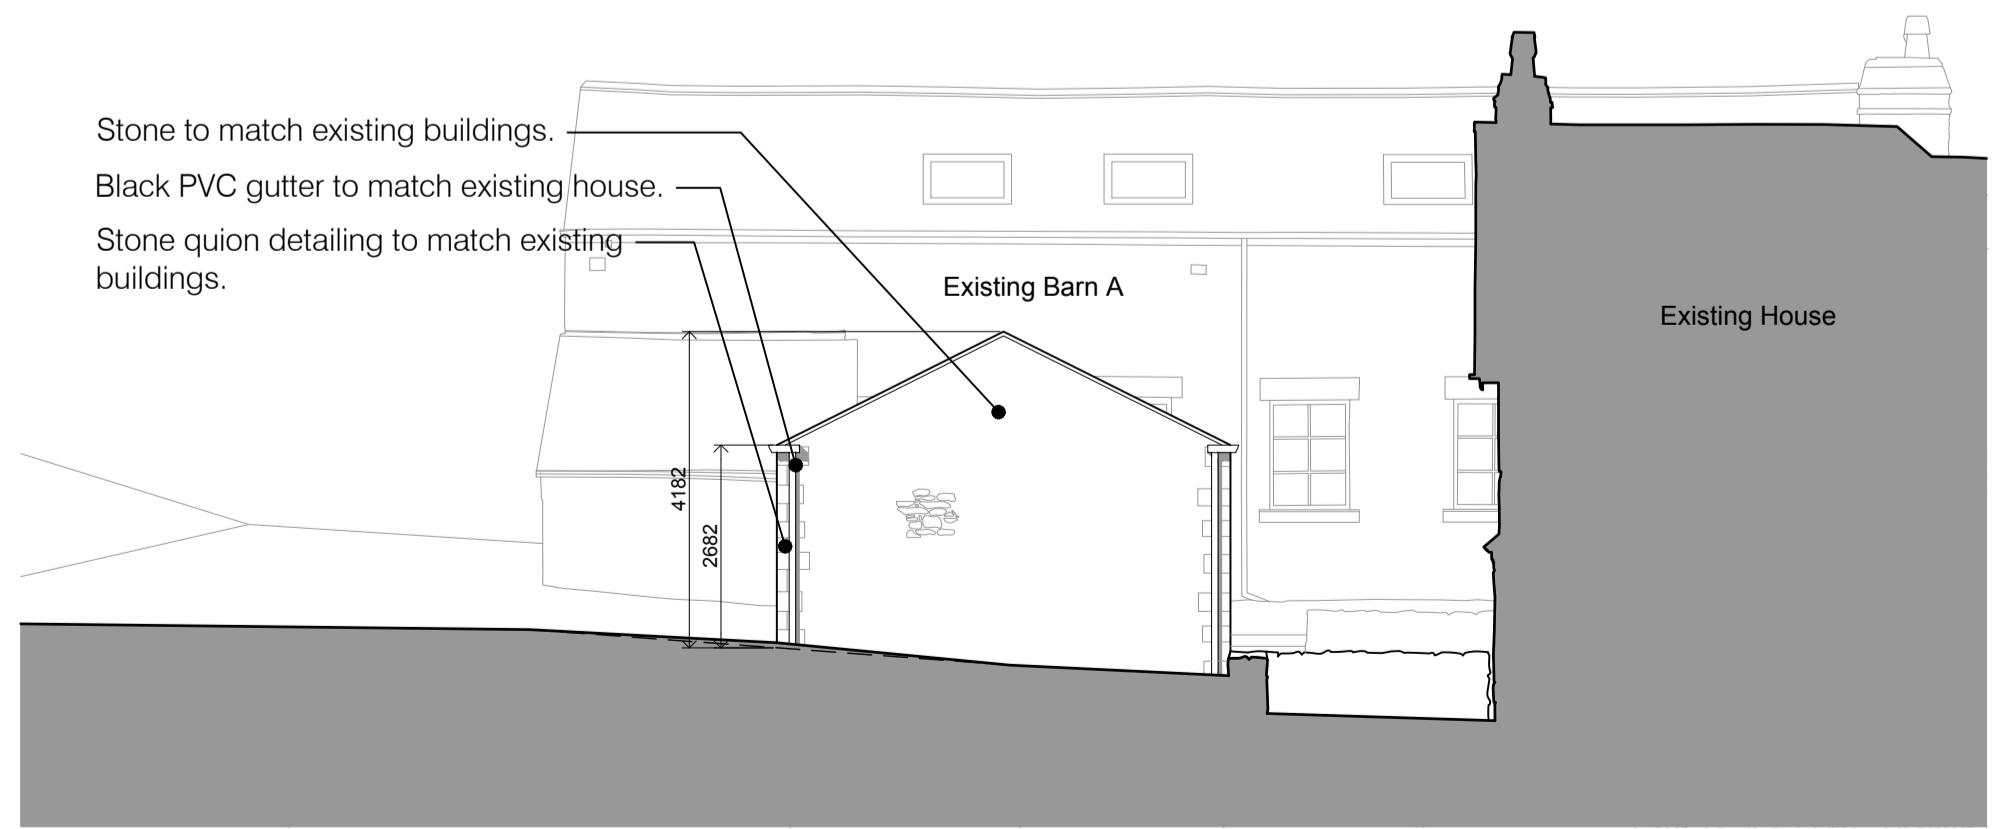 Stone to match existing buildings.
Black PVC gutter to match existing house.
Stone quion detailing to match existing
buildings.
Existing Barn A
Existing House
4182
2682